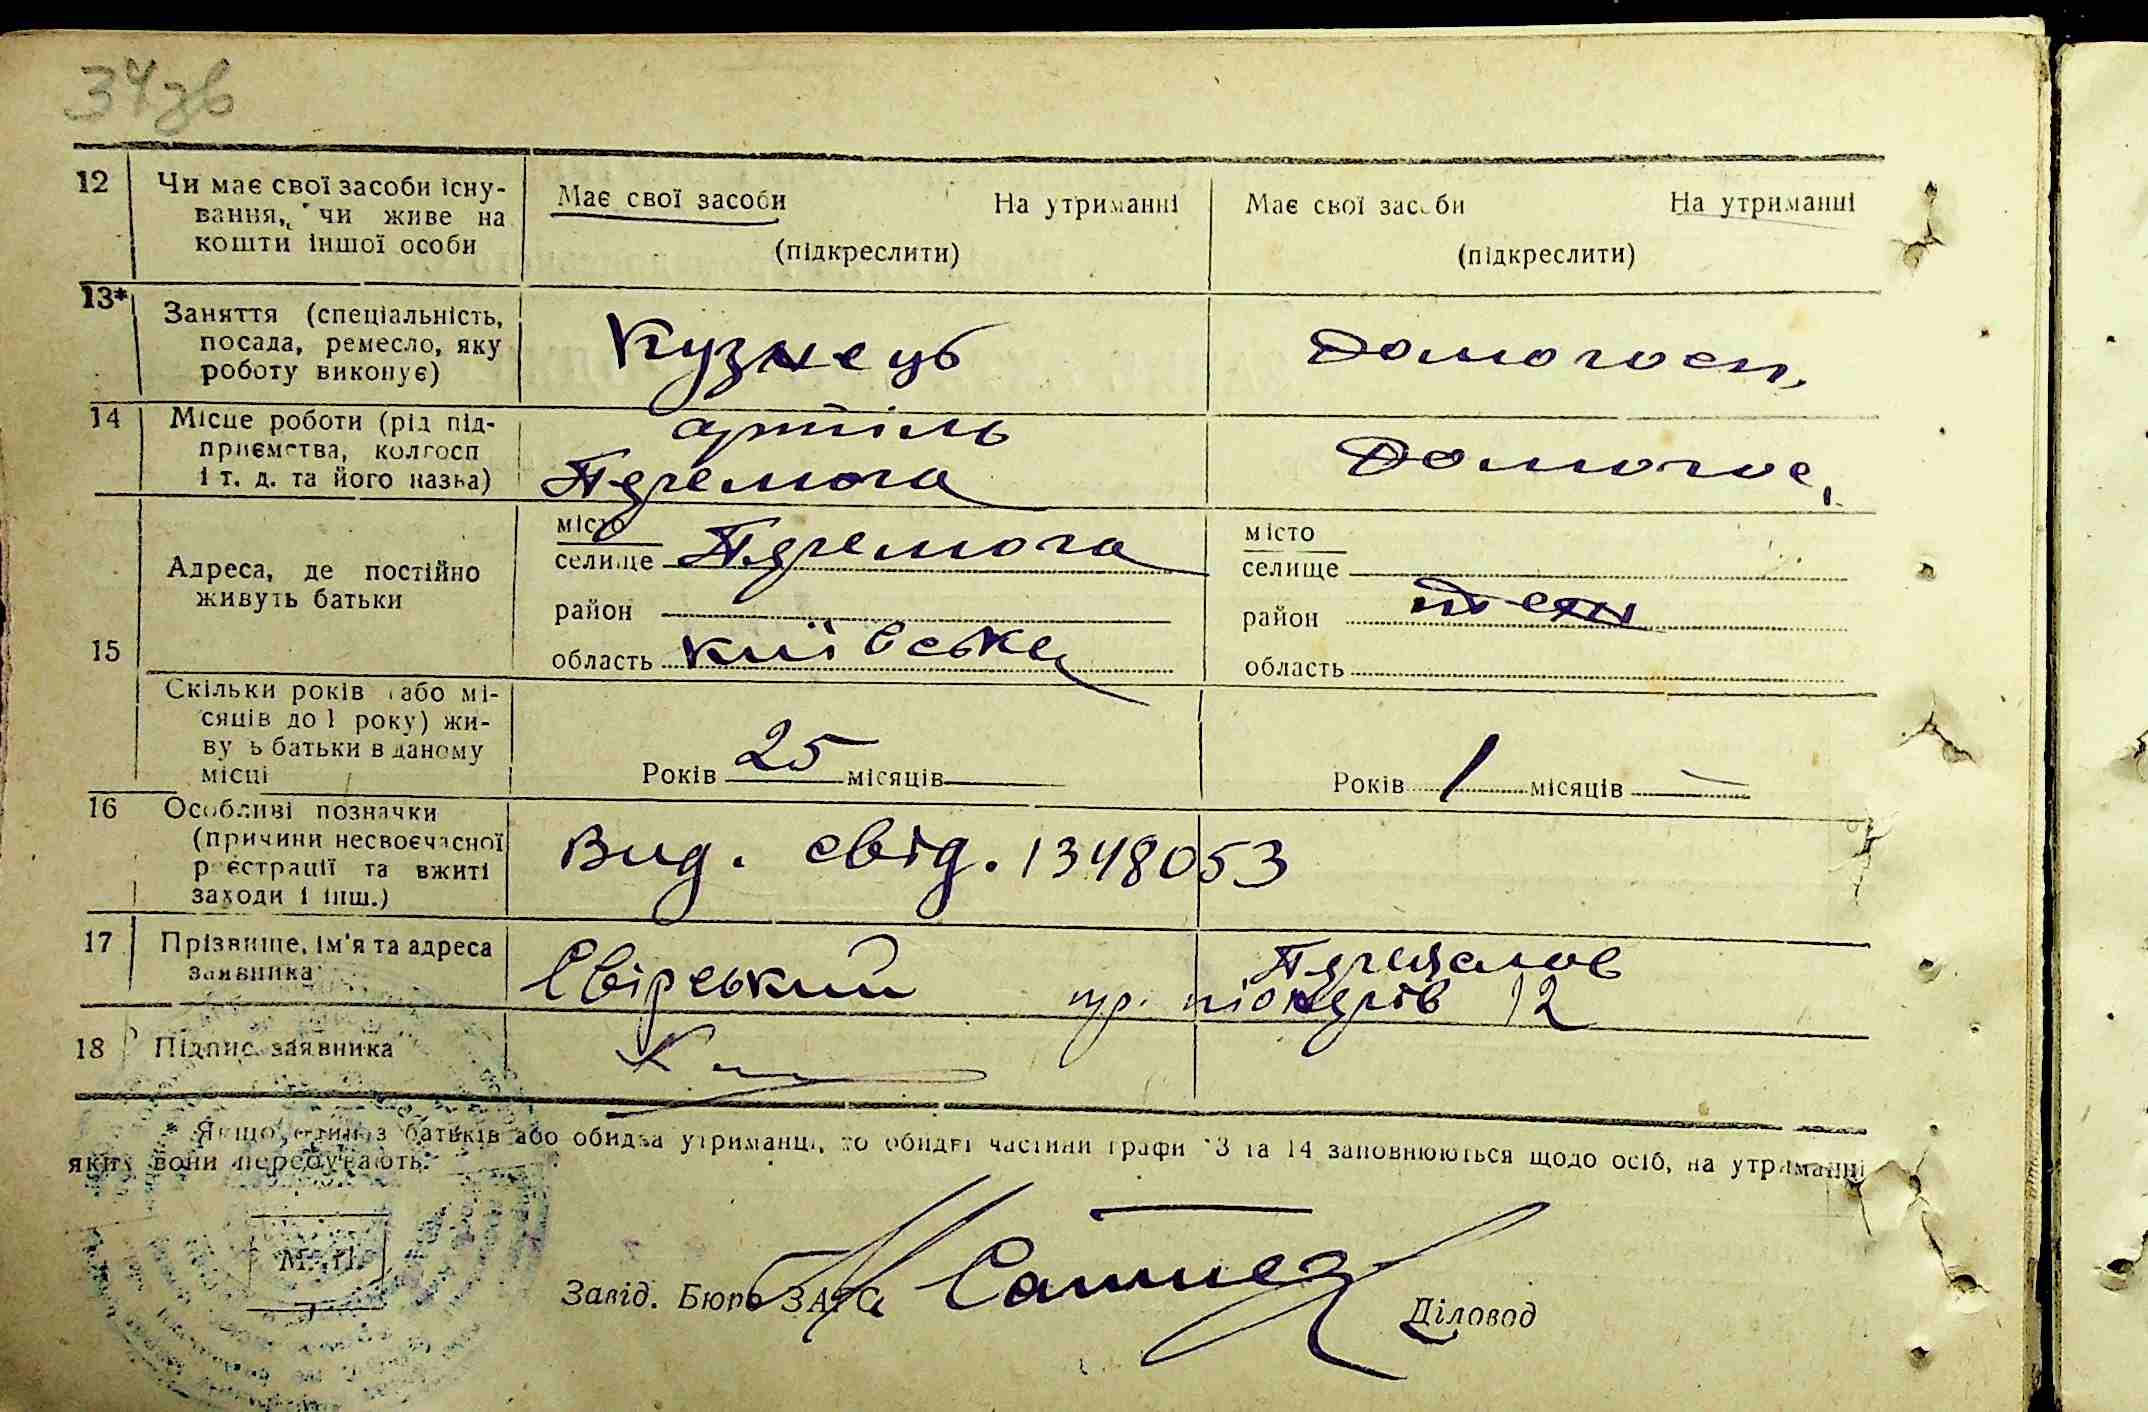 34зв
12 Чи має свої засоби існу-
вання, чи живе на
кошти іншої особи
Має свої засоби На утриманні
(підкреслити)
Має свої засоби На утриманні
(підкреслити)
13* Заняття (спеціальність,
посада, ремесло, яку
роботу виконує)
Кузнець
Домогосп.
14 Місце роботи (рід під-
приємства, колгосп
і т. д. та його назва)
артіль
Перемога
Домогос.
15 Адреса, де постійно
живуть батьки
місто
селище Перемога
район
область київська
місто
селище
район
область
Скільки років або мі-
сяців до 1 року) жи-
ву ь батьки в даному
місці
Років 25 місяців
Років 1 місяців
16 Особливі позначки
(причини несвоєчасної
реєстрації та вжиті
заходи і інш.)
Вид. свід. 1348053
17 Прізвище, ім'я та адреса
заявника
Свірський
пр. піонерів 12
18 Підпис заявника
* Якщо один з батьків або обидва утриманці, то обидві частини графи 13 та 14 заповнюються щодо осіб, на утриманні
яких вони перебувають.
М. П.
Завід. Бюро ЗАГС
Діловод